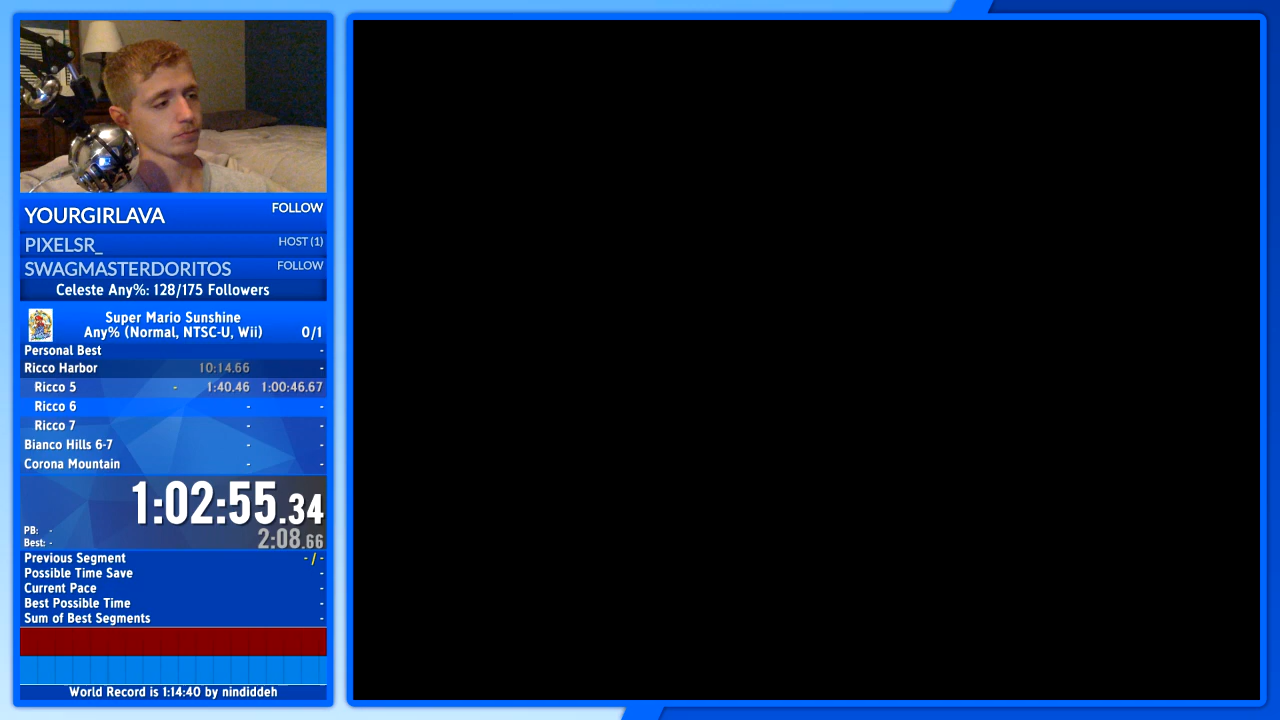 YOURGIRLAVA FOLLOW
PIXELSR_ HOST (1)
SWAGMASTERDORITOS FOLLOW
Celeste Any%: 128/175 Followers
Super Mario Sunshine
Any% (Normal, NTSC-U, Wii) 0/1
Personal Best -
Ricco Harbor 10:14.66 -
Ricco 5 - 1:40.46 1:00:46.67
Ricco 6 - -
Ricco 7 - -
Bianco Hills 6-7 - -
Corona Mountain - -
1:02:55.34
PB: -
Best: - 2:08.66
Previous Segment - / -
Possible Time Save -
Current Pace -
Best Possible Time -
Sum of Best Segments -
World Record is 1:14:40 by nindiddeh